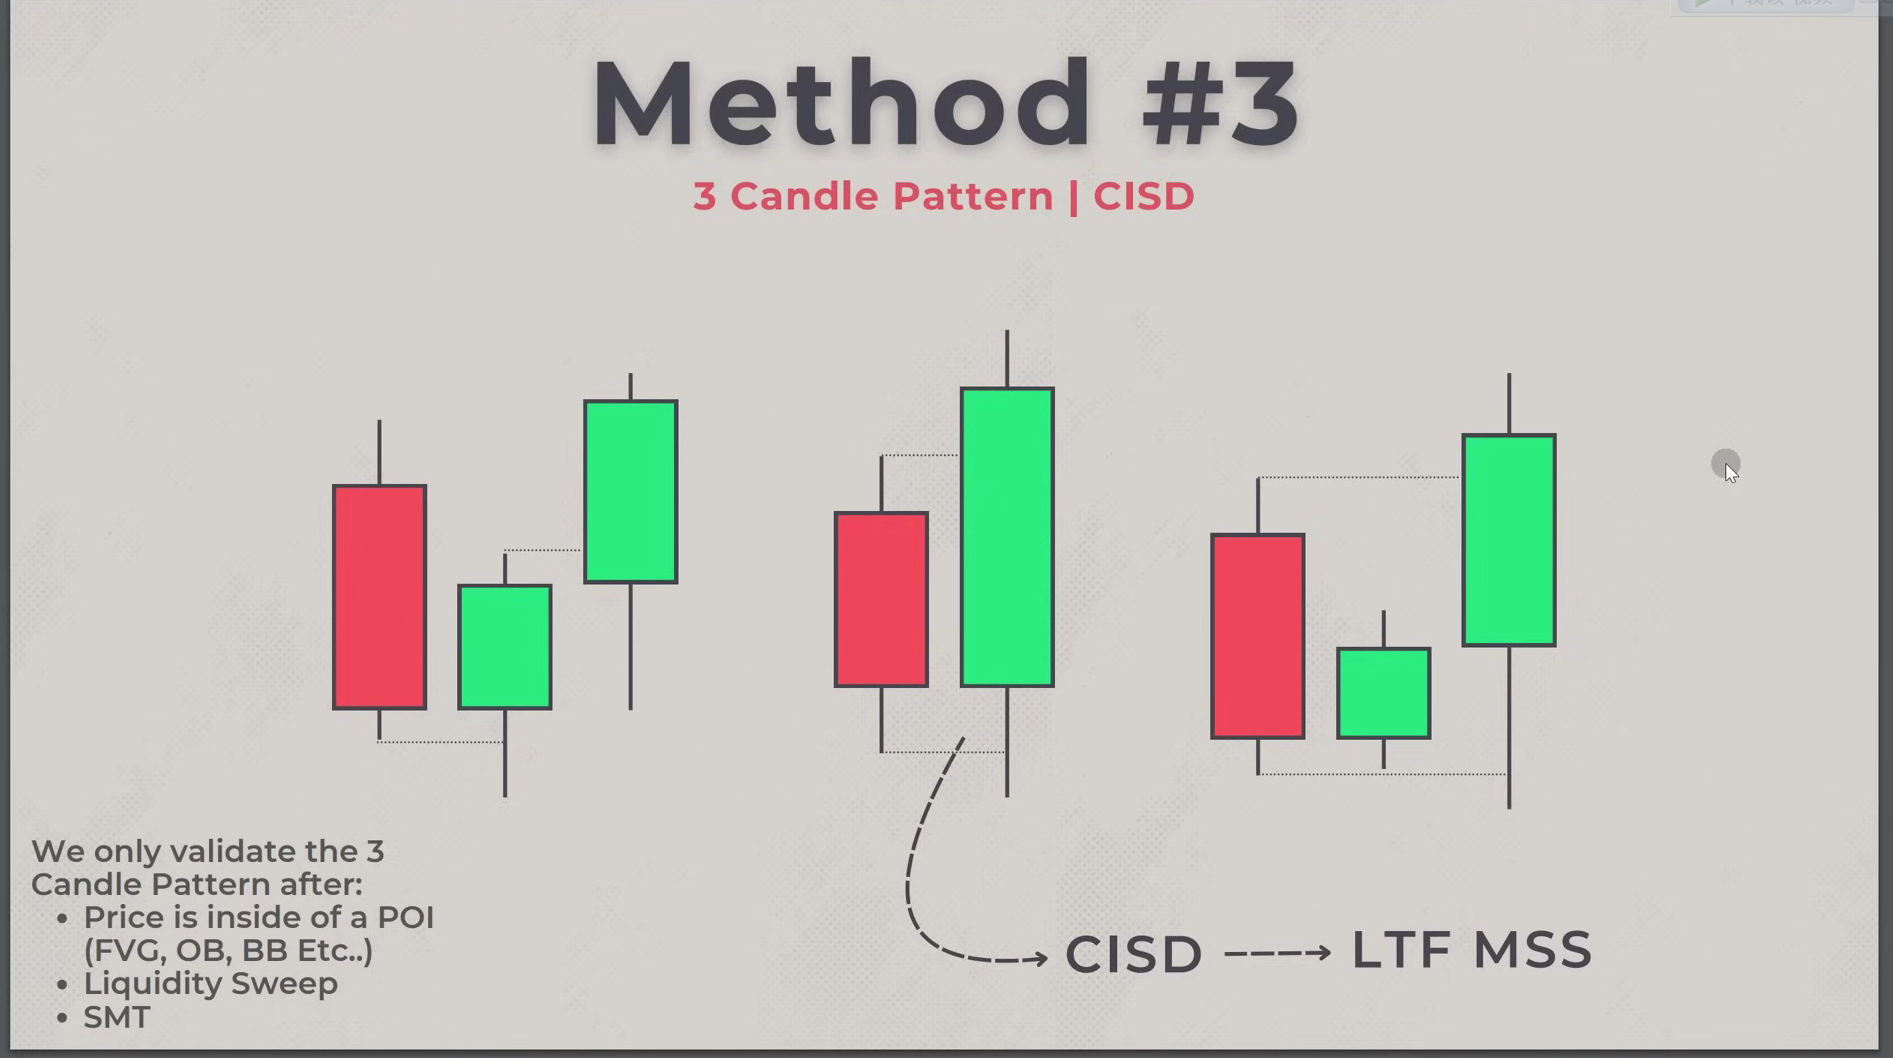 Method #3
3 Candle Pattern | CISD
We only validate the 3
Candle Pattern after:
• Price is inside of a POI
(FVG, OB, BB Etc..)
• Liquidity Sweep
• SMT
CISD
LTF MSS